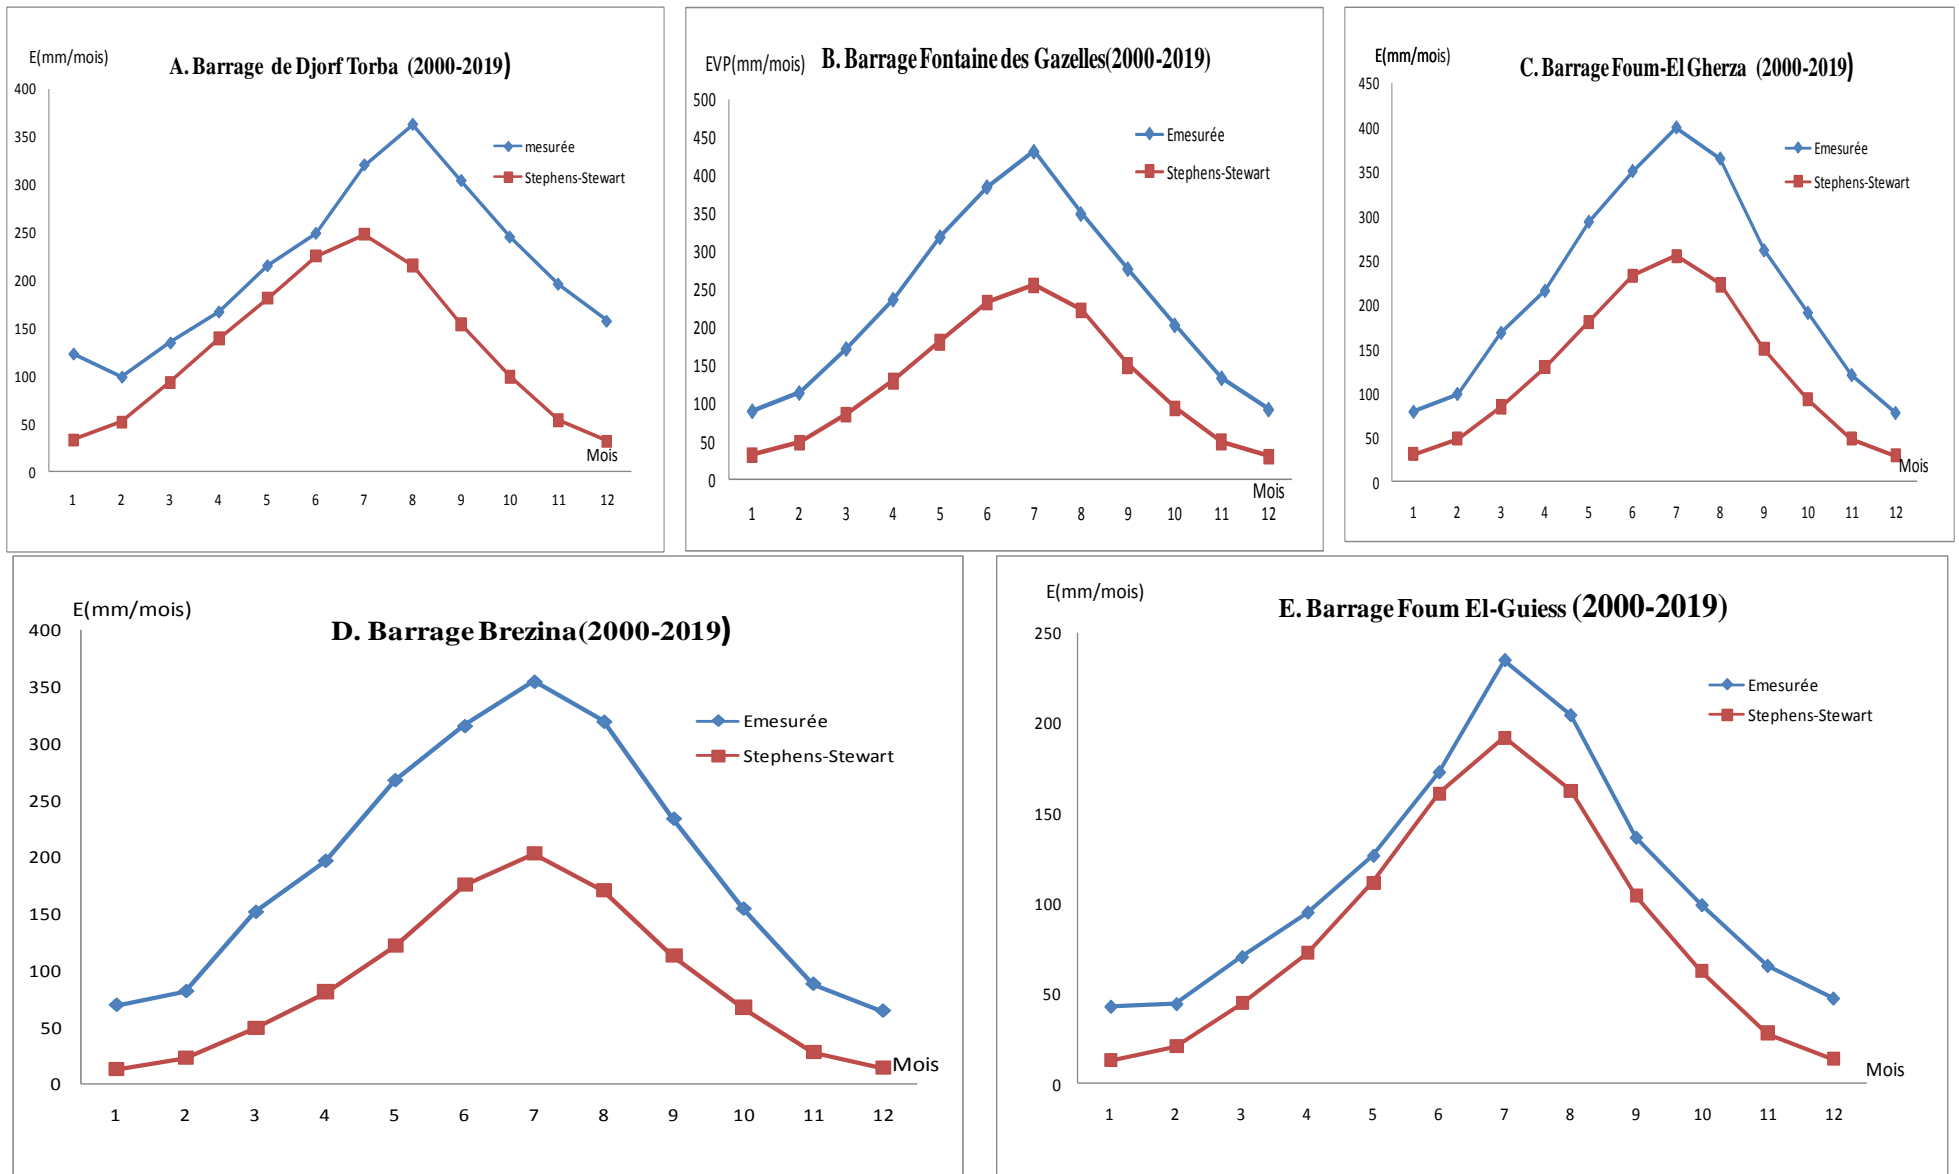 E(mm/mois)
A. Barrage de Djorf Torba (2000-2019)
400
350
300
250
200
150
100
50
0
mesurée
Stephens-Stewart
Mois
1 2 3 4 5 6 7 8 9 10 11 12
EVP(mm/mois)
B. Barrage Fontaine des Gazelles(2000-2019)
500
450
400
350
300
250
200
150
100
50
0
Emesurée
Stephens-Stewart
Mois
1 2 3 4 5 6 7 8 9 10 11 12
E(mm/mois)
C. Barrage Foum-El Gherza (2000-2019)
450
400
350
300
250
200
150
100
50
0
Emesurée
Stephens-Stewart
Mois
1 2 3 4 5 6 7 8 9 10 11 12
E(mm/mois)
D. Barrage Brezina(2000-2019)
400
350
300
250
200
150
100
50
0
Emesurée
Stephens-Stewart
Mois
1 2 3 4 5 6 7 8 9 10 11 12
E(mm/mois)
E. Barrage Foum El-Guiess (2000-2019)
250
200
150
100
50
0
Emesurée
Stephens-Stewart
Mois
1 2 3 4 5 6 7 8 9 10 11 12